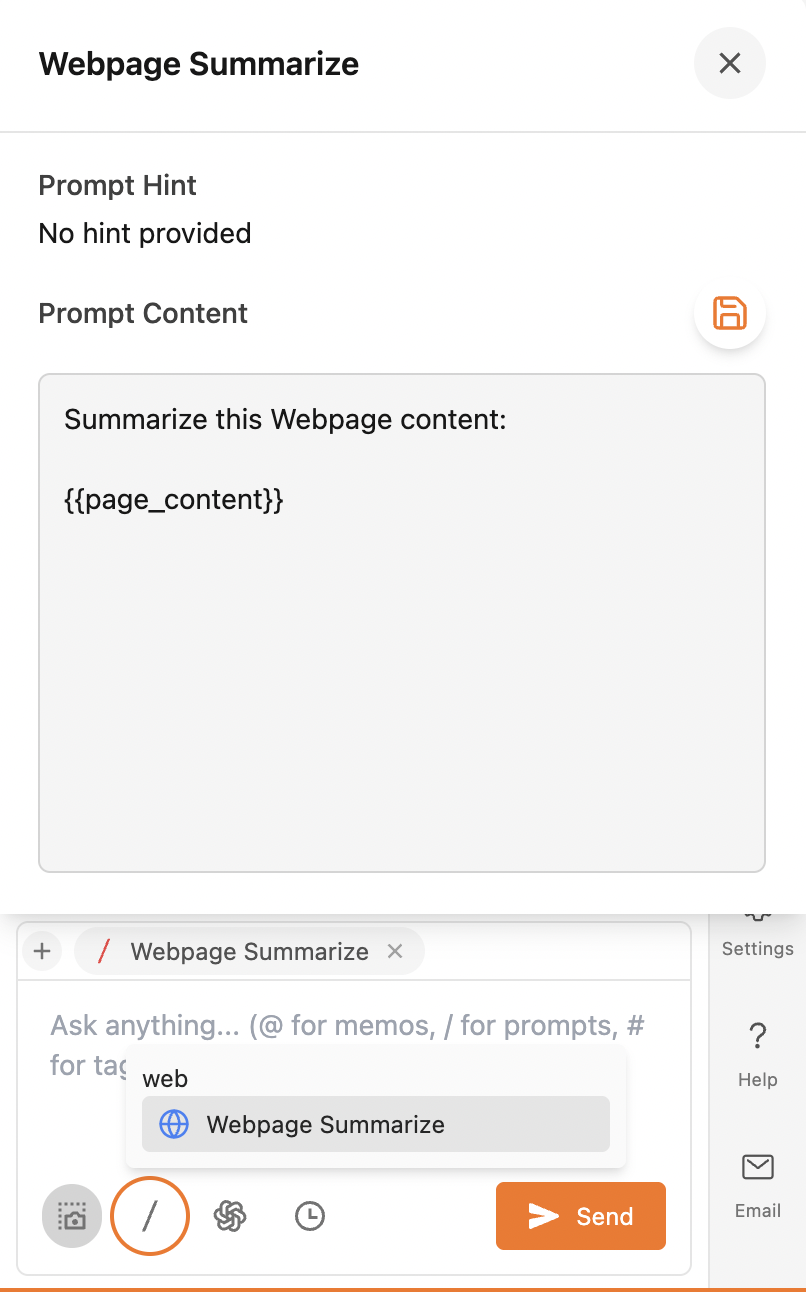 Webpage Summarize
Prompt Hint
No hint provided
Prompt Content
Summarize this Webpage content:
{{page_content}}
Settings
/ Webpage Summarize
Ask anything... (@ for memos, / for prompts, #
for tag
web
Webpage Summarize
/
Send
Help
Email